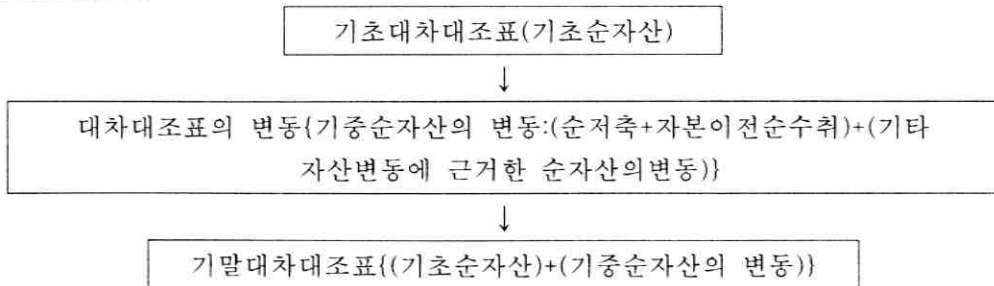 기초대차대조표(기초순자산)
↓
대차대조표의 변동{기중순자산의 변동:(순저축+자본이전순수취)+(기타
자산변동에 근거한 순자산의변동)}
↓
기말대차대조표{(기초순자산)+(기중순자산의 변동)}